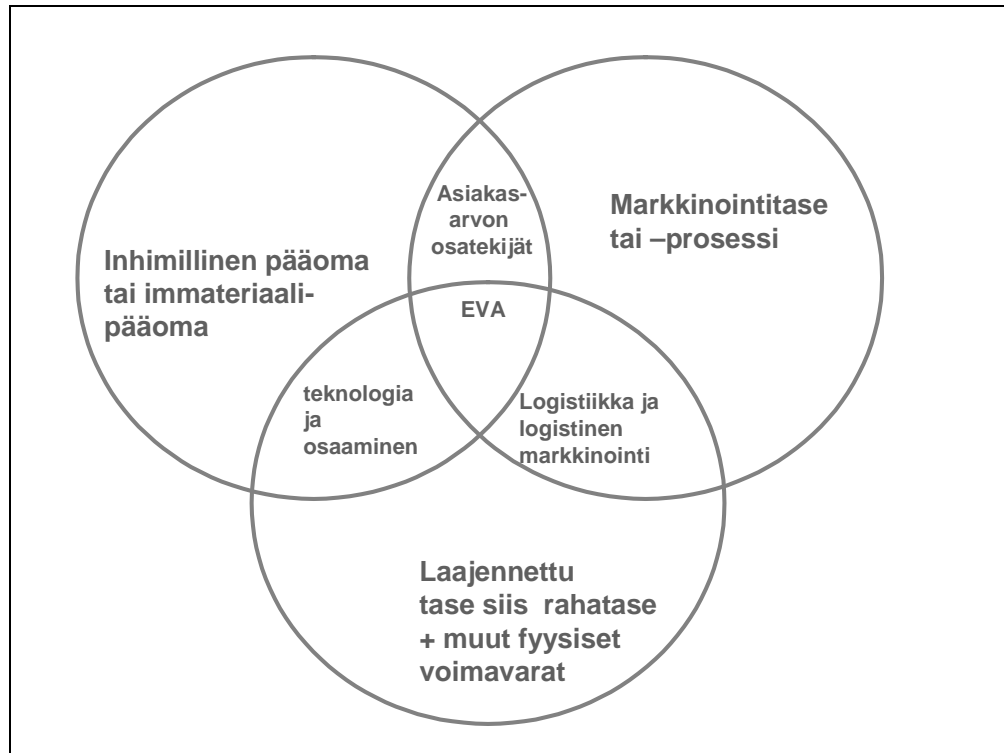 Asiakas-
arvon
osatekijät
Markkinointitase
tai –prosessi
Inhimillinen pääoma
tai immateriaali-
pääoma
EVA
teknologia
ja
osaaminen
Logistiikka ja
logistinen
markkinointi
Laajennettu
tase siis rahatase
+ muut fyysiset
voimavarat